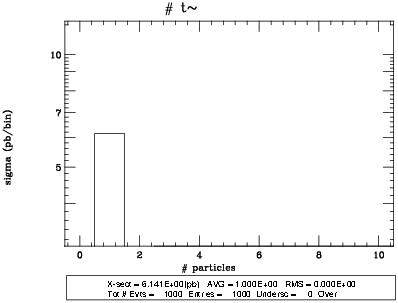 # t~
10
7
5
sigma (pb/bin)
0 2 4 6 8 10
# particles
X-sect = 6.141E+00(pb) AVG = 1.000E+00 RMS = 0.000E+00
Tot # Evts = 1000 Entries = 1000 Undersc = 0 Over